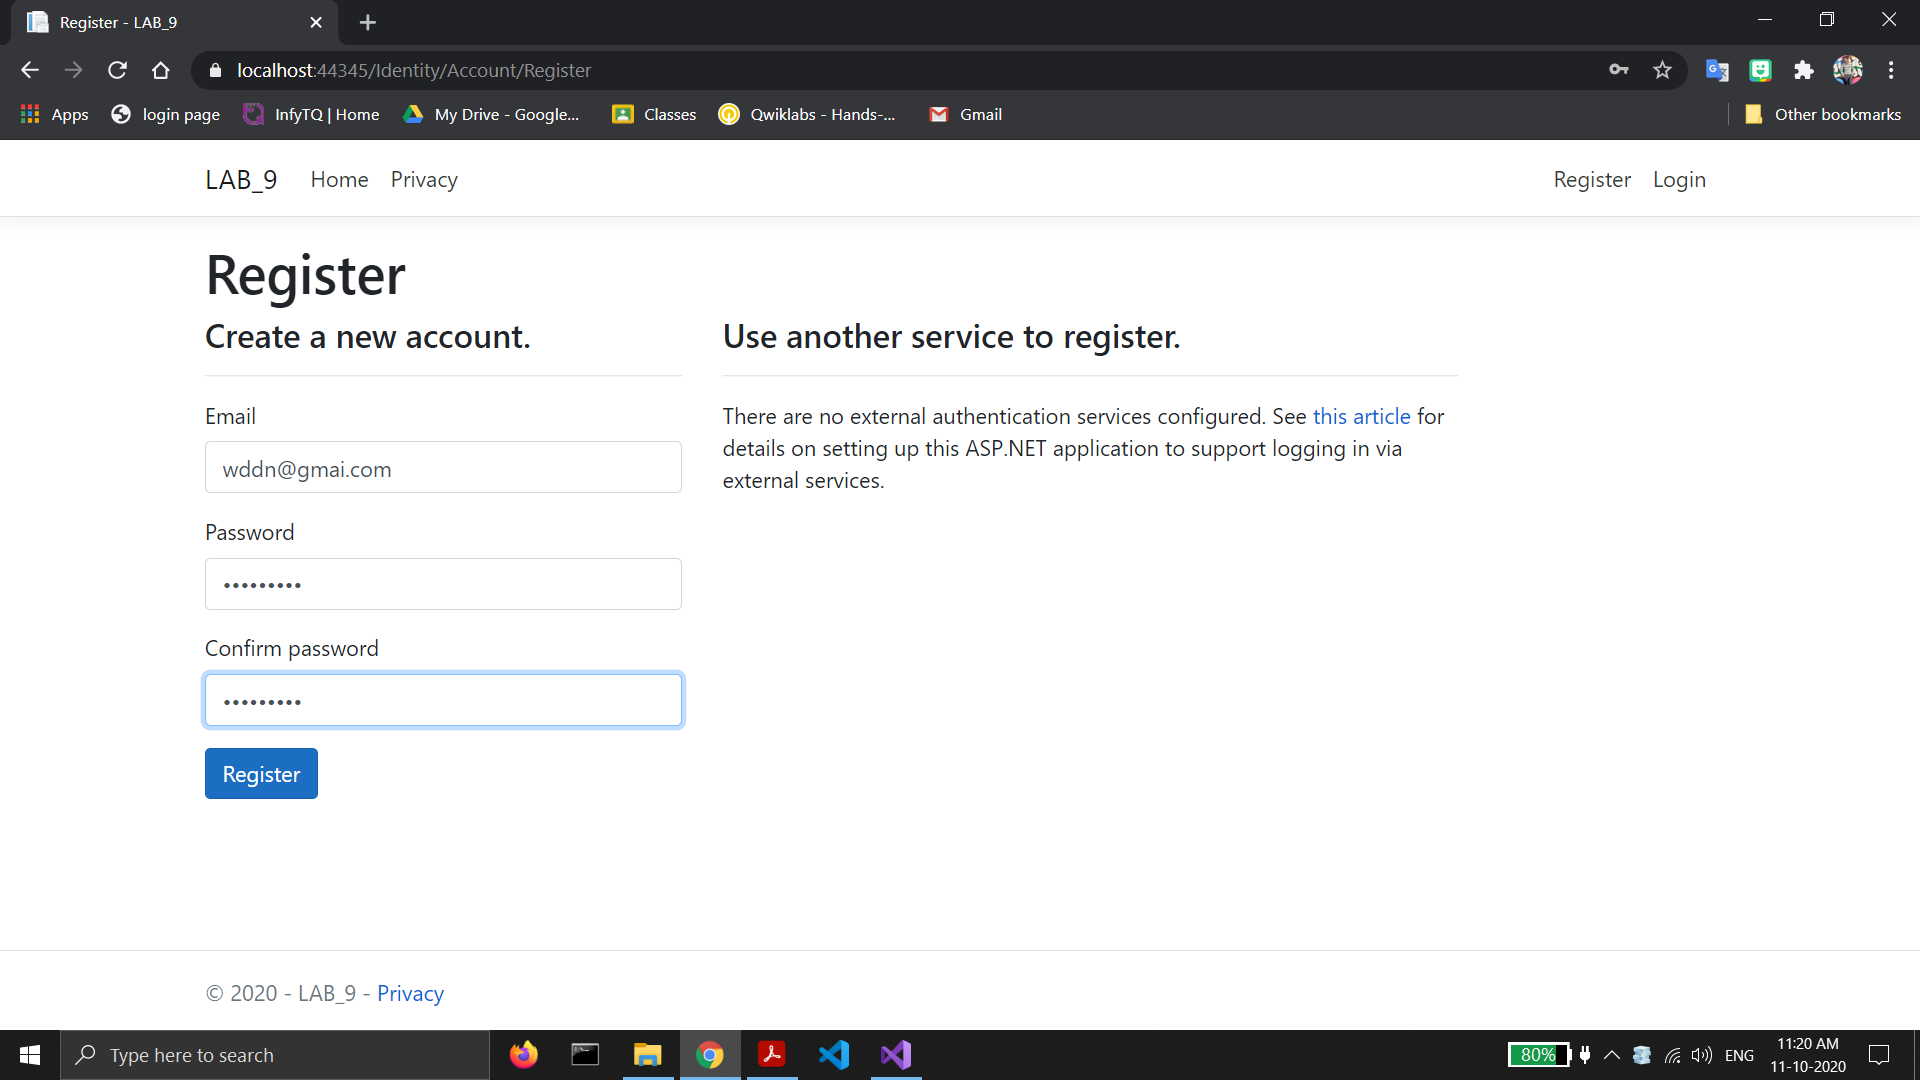 Register - LAB_9
localhost:44345/Identity/Account/Register
Apps
login page
InfyTQ | Home
My Drive - Google...
Classes
Qwiklabs - Hands-...
Gmail
Other bookmarks
LAB_9 Home Privacy Register Login
Register
Create a new account.
Use another service to register.
Email
wddn@gmai.com
Password
•••••••••
Confirm password
•••••••••
Register
There are no external authentication services configured. See this article for
details on setting up this ASP.NET application to support logging in via
external services.
© 2020 - LAB_9 - Privacy
Type here to search
80%
ENG
11:20 AM
11-10-2020